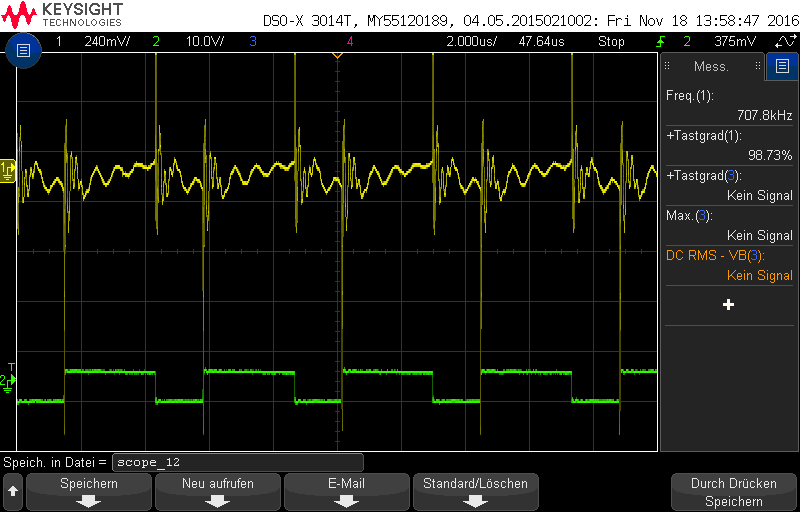 KEYSIGHT
TECHNOLOGIES
DSO-X 3014T, MY55120189, 04.05.2015021002: Fri Nov 18 13:58:47 2016
1 240mV/ 2 10.0V/ 3 4 2.000us/ 47.64us Stop 2 375mV
Mess.
Freq.(1):
707.8kHz
+Tastgrad(1):
98.73%
+Tastgrad(3):
Kein Signal
Max.(3):
Kein Signal
DC RMS - VB(3):
Kein Signal
1
T
2
Speich. in Datei = scope_12
Speichern
Neu aufrufen
E-Mail
Standard/Löschen
Durch Drücken
Speichern